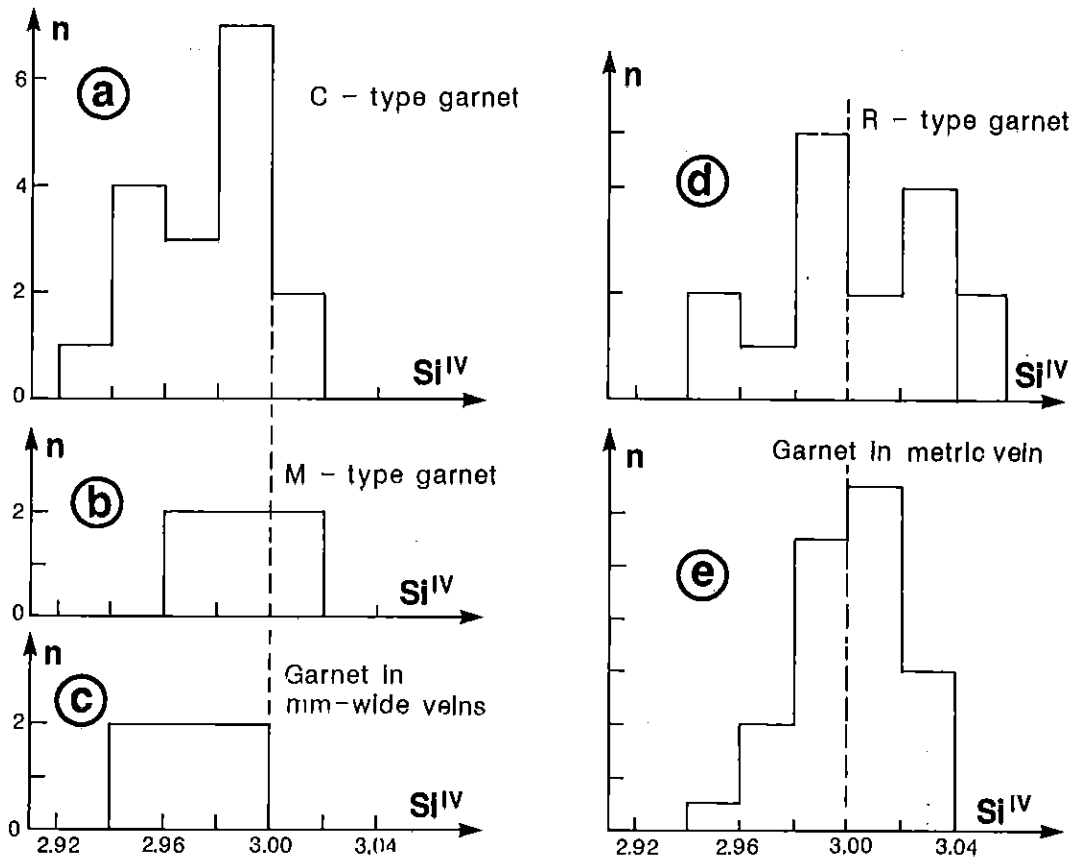 n
a
C - type garnet
6
4
2
0
Si^IV
n
b
M - type garnet
2
0
Si^IV
n
c
Garnet in
mm-wide veins
2
0
Si^IV
2.92 2.96 3.00 3.04
n
d
R - type garnet
Si^IV
n
Garnet in metric vein
e
Si^IV
2.92 2.96 3.00 3.04